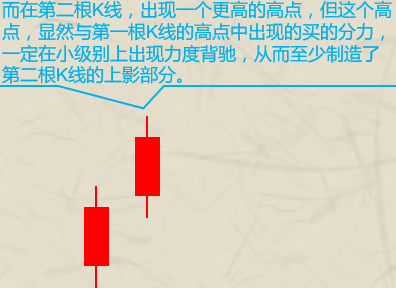 而在第二根K线，出现一个更高的高点，但这个高
点，显然与第一根K线的高点中出现的买的分力，
一定在小级别上出现力度背驰，从而至少制造了
第二根K线的上影部分。